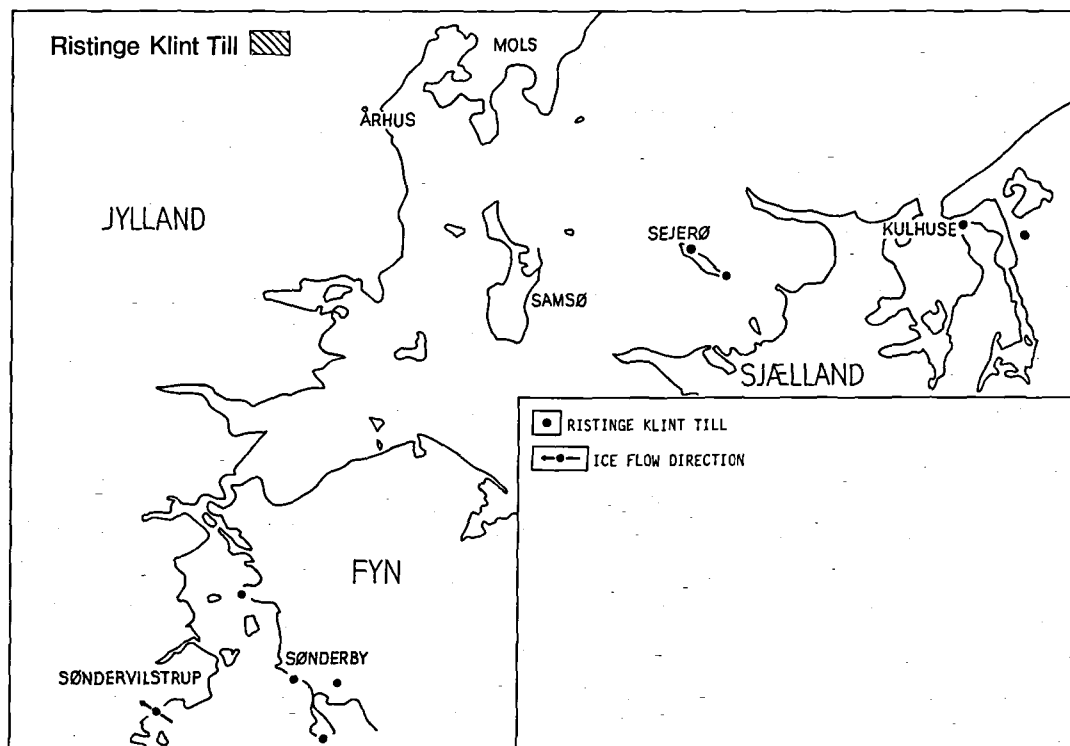 Ristinge Klint Till
MOLS
ÅRHUS
JYLLAND
SEJERØ
KULHUSE
SAMSØ
SJÆLLAND
RISTINGE KLINT TILL
ICE FLOW DIRECTION
FYN
SØNDERBY
SØNDERVILSTRUP